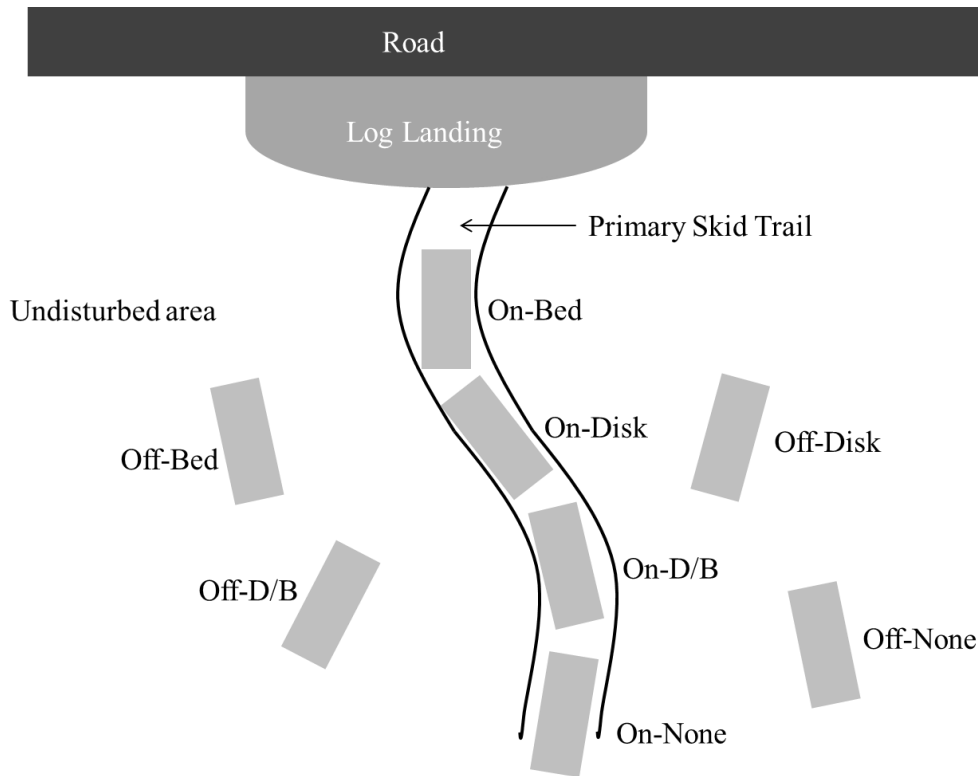 Road
Log Landing
Primary Skid Trail
Undisturbed area
On-Bed
On-Disk
Off-Disk
Off-Bed
On-D/B
Off-D/B
Off-None
On-None